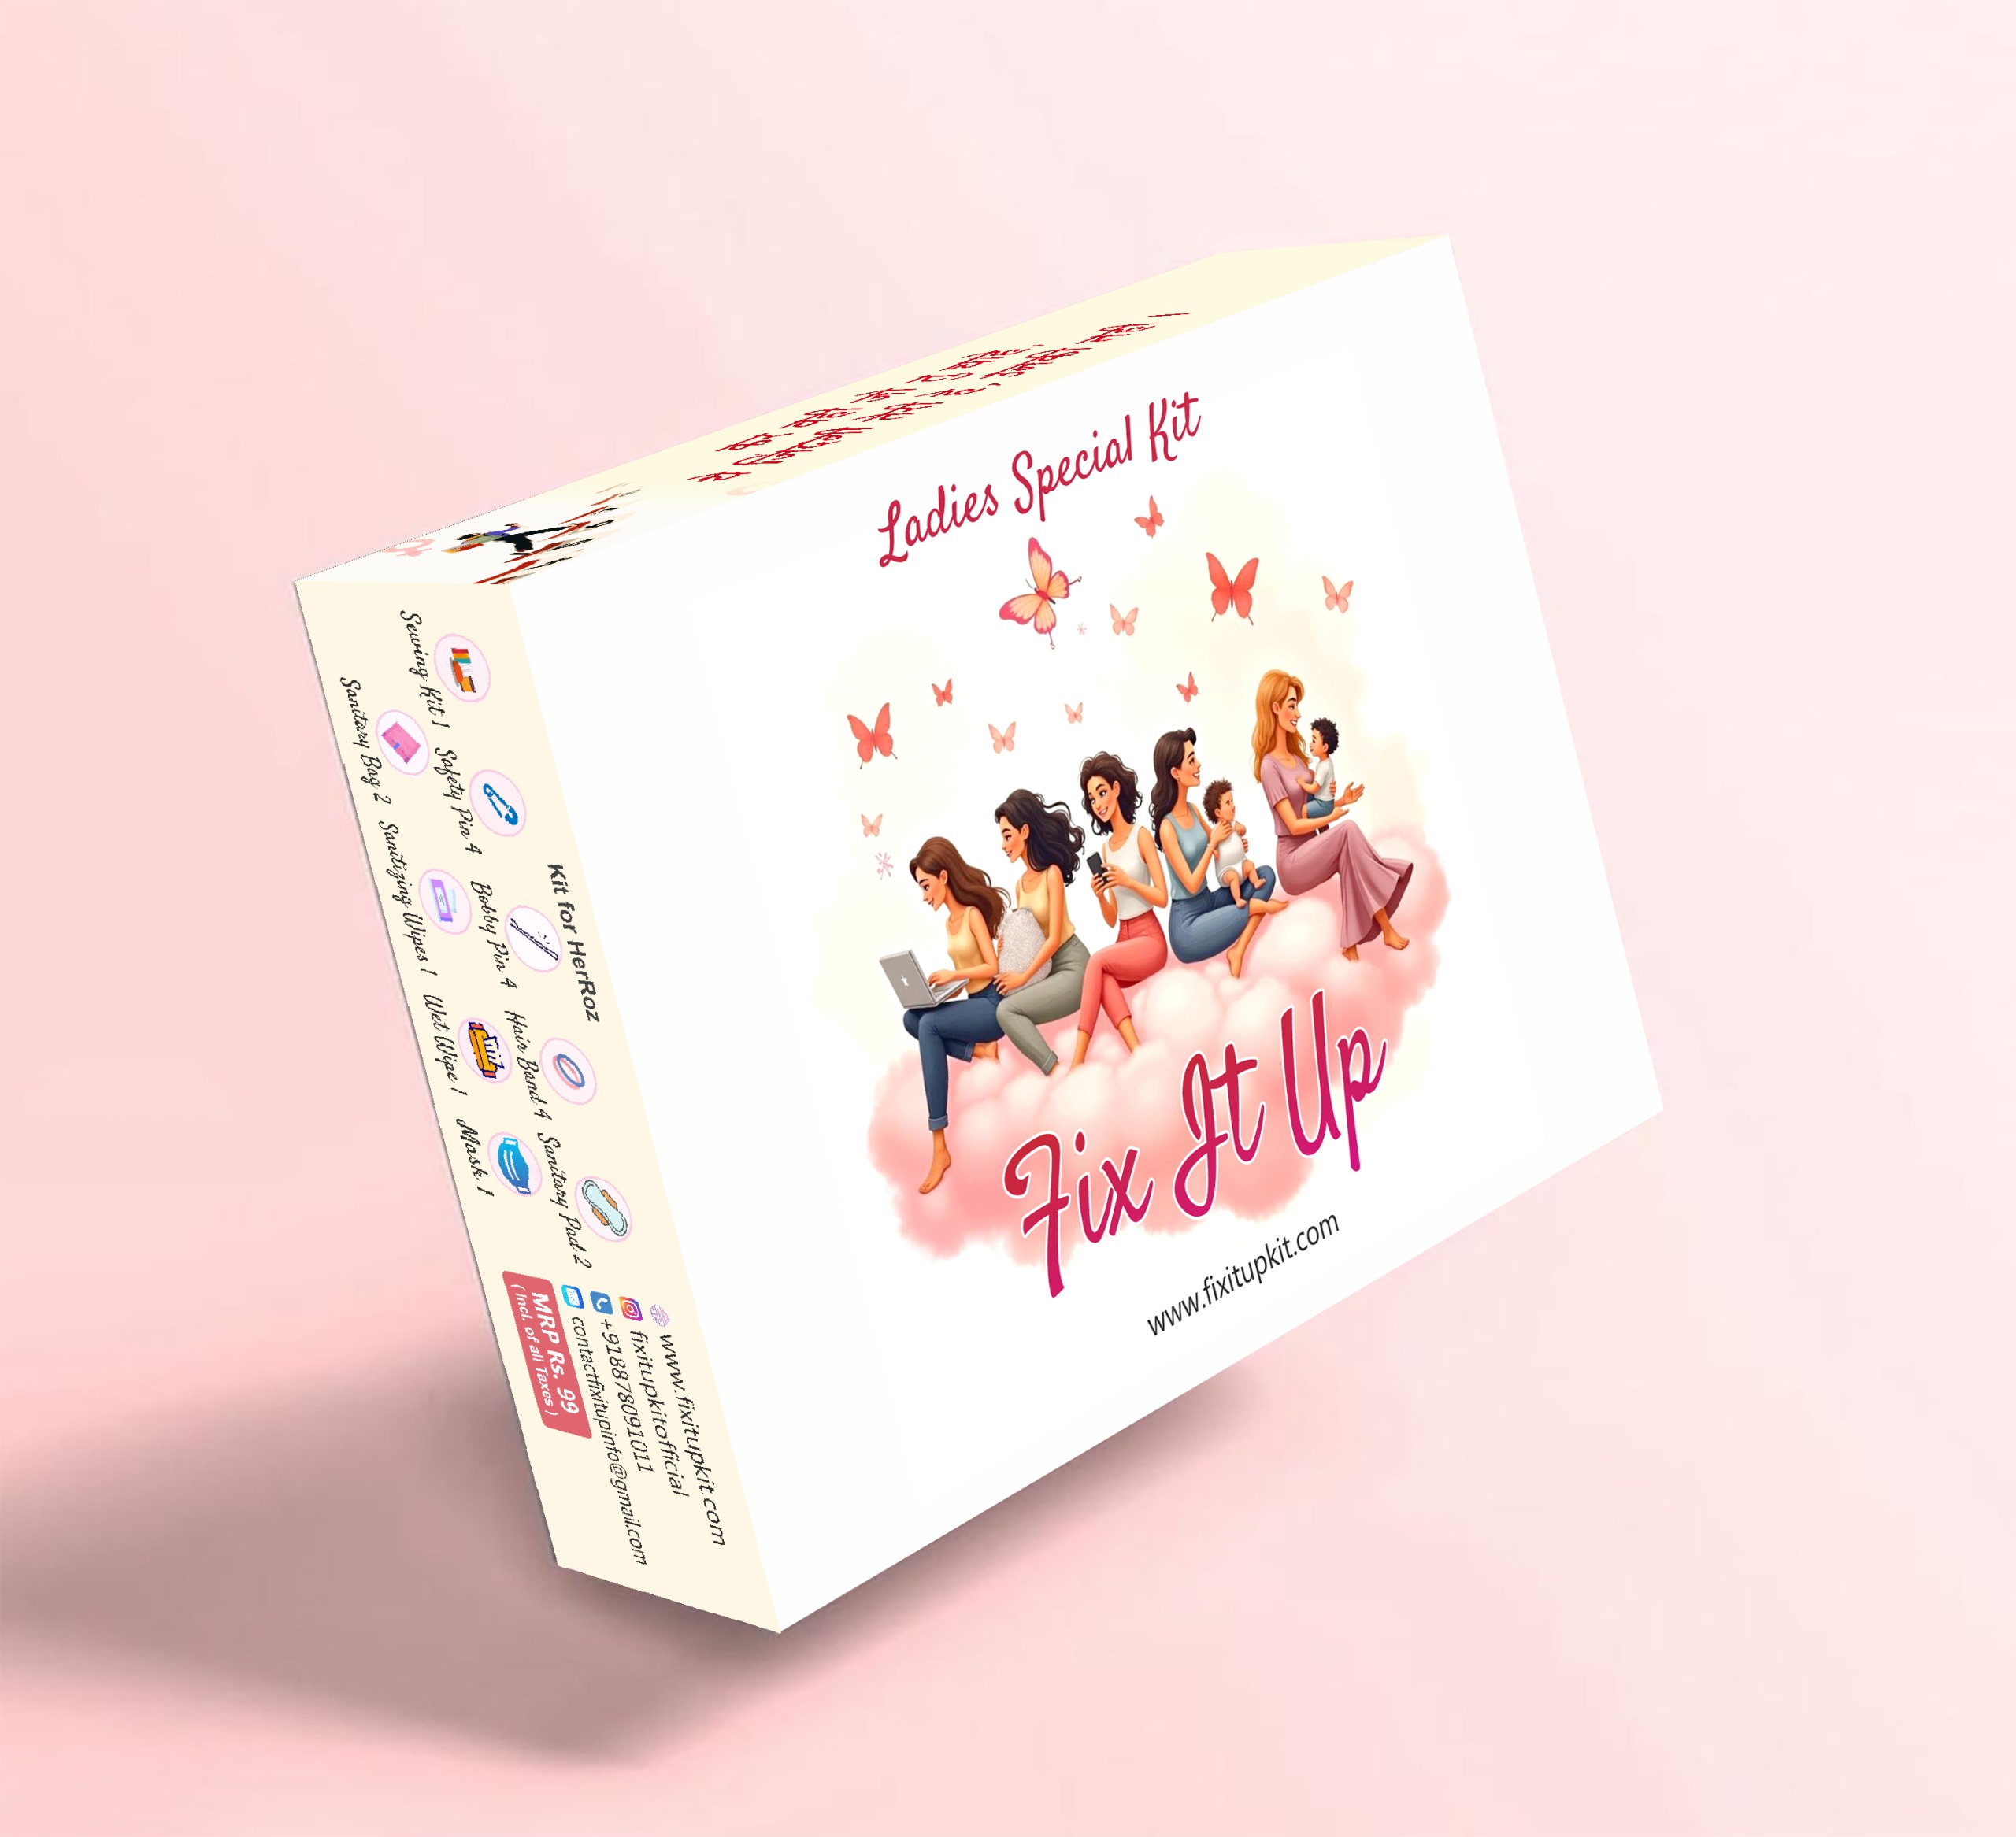 Ladies Special Kit
Fix It Up
www.fixitupkit.com
Kit for HerRoz
Sewing Kit 1
Safety Pin 4
Bobby Pin 4
Hair Band 4
Sanitary Pad 2
Sanitary Bag 2
Sanitizing Wipes 1
Wet Wipe 1
Mask 1
www.fixitupkit.com
fixitupkitofficial
+918878091011
contactfixitupinfo@gmail.com
MRP Rs. 99
( Incl. of all Taxes )